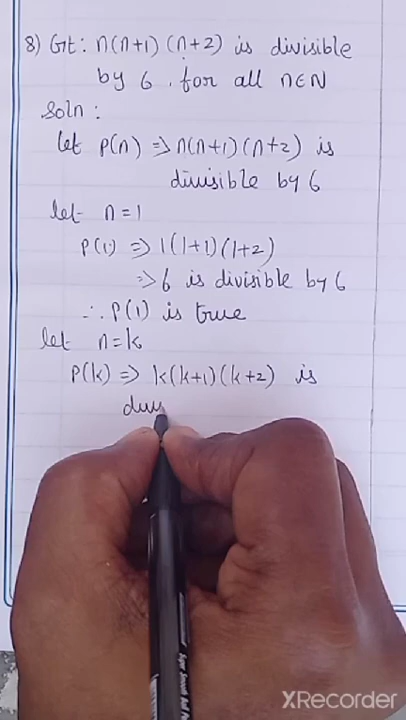 8) G1t: n(n+1)(n+2) is divisible
by 6. for all n∈N
Soln:
let P(n) ⇒ n(n+1)(n+2) is
divisible by 6
let n=1
P(1) ⇒ 1(1+1)(1+2)
⇒ 6 is divisible by 6
∴ P(1) is true
let n=k
P(k) ⇒ k(k+1)(k+2) is
divis
XRecorder